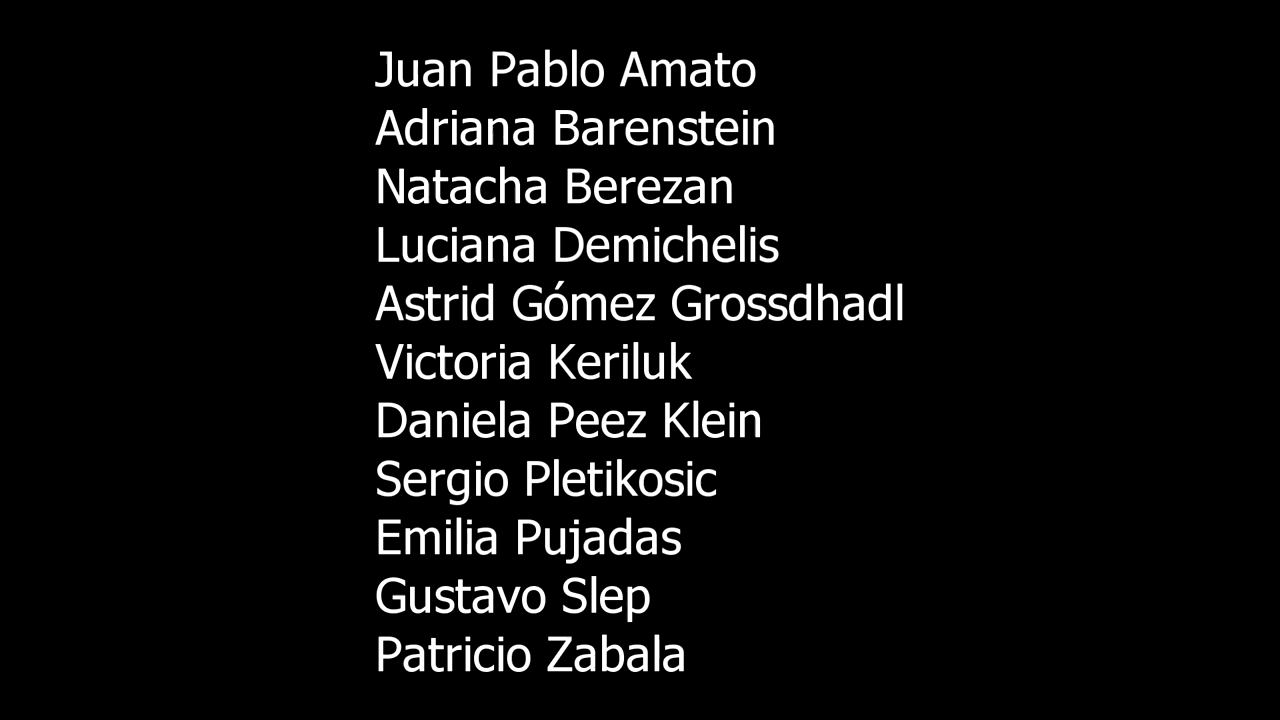 Juan Pablo Amato
Adriana Barenstein
Natacha Berezan
Luciana Demichelis
Astrid Gómez Grossdhadl
Victoria Keriluk
Daniela Peez Klein
Sergio Pletikosic
Emilia Pujadas
Gustavo Slep
Patricio Zabala